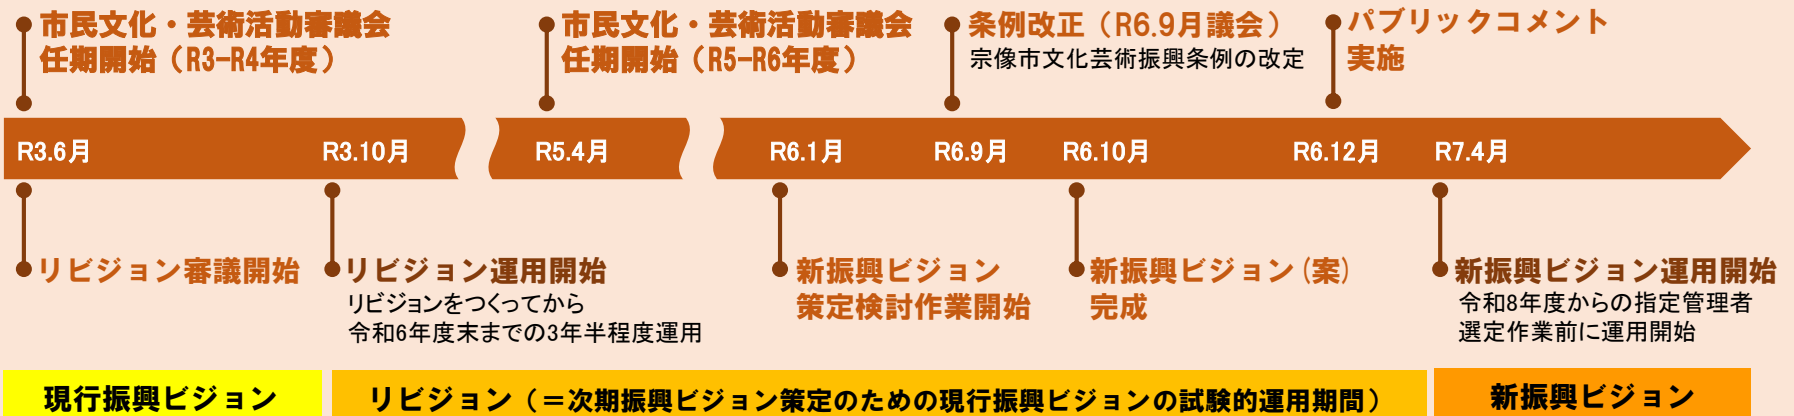 市民文化・芸術活動審議会
任期開始（R3-R4年度）
市民文化・芸術活動審議会
任期開始（R5-R6年度）
条例改正（R6.9月議会）
宗像市文化芸術振興条例の改定
パブリックコメント
実施
R3.6月
R3.10月
R5.4月
R6.1月
R6.9月
R6.10月
R6.12月
R7.4月
リビジョン審議開始
リビジョン運用開始
リビジョンをつくってから
令和6年度末までの3年半程度運用
新振興ビジョン
策定検討作業開始
新振興ビジョン(案)
完成
新振興ビジョン運用開始
令和8年度からの指定管理者
選定作業前に運用開始
現行振興ビジョン
リビジョン（＝次期振興ビジョン策定のための現行振興ビジョンの試験的運用期間）
新振興ビジョン